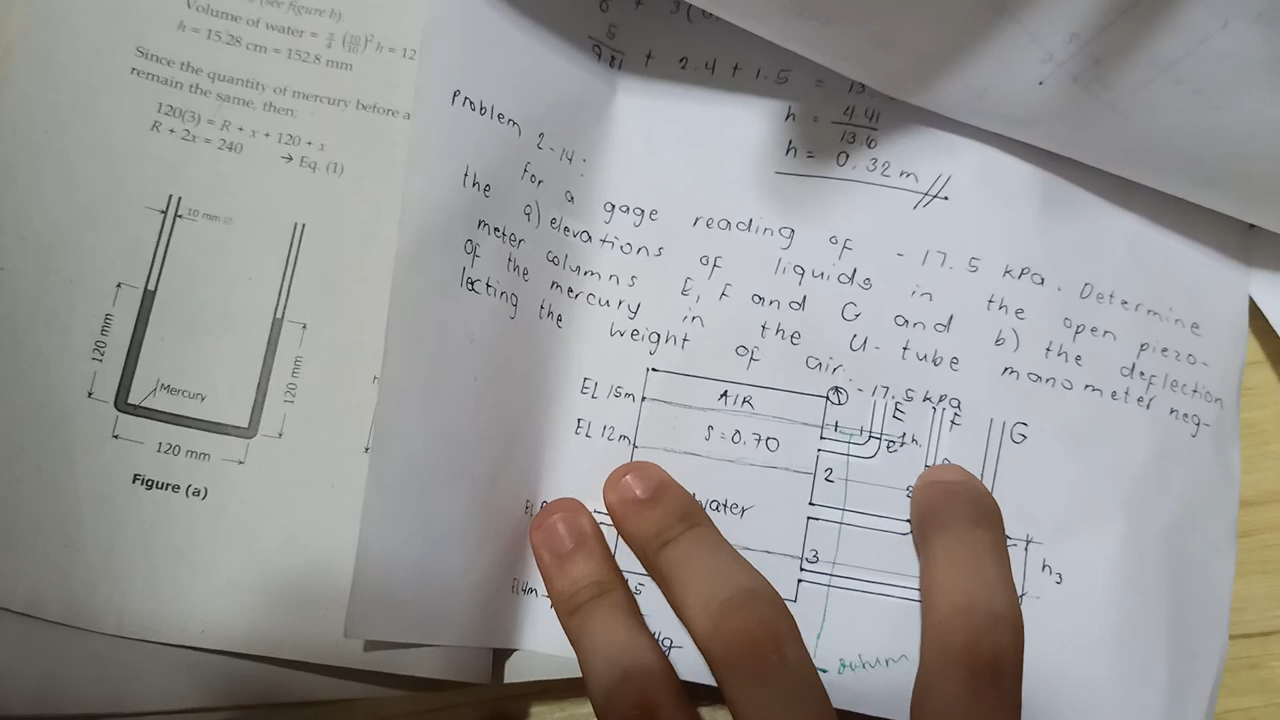 (see figure b):
Volume of water = π/4 (10/10)² h = 12
h = 15.28 cm = 152.8 mm
Since the quantity of mercury before a
remain the same, then;
120(3) = R + x + 120 + x
R + 2x = 240 → Eq. (1)
10 mm ∅
120 mm
120 mm
Mercury
120 mm
Figure (a)
5/9.81 + 2.4 + 1.5 = 13
h = 4.41/13.6
h = 0.32 m //
Problem 2-14:
For a gage reading of -17.5 kPa. Determine
the a) elevations of liquids in the open piezo-
meter columns E, F and G and b) the deflection
of the mercury in the U-tube manometer neg-
lecting the weight of air.
-17.5 kPa
EL 15m
AIR
E
F
G
EL 12m
S=0.70
h.
e
2
water
3
h3
EL 4m